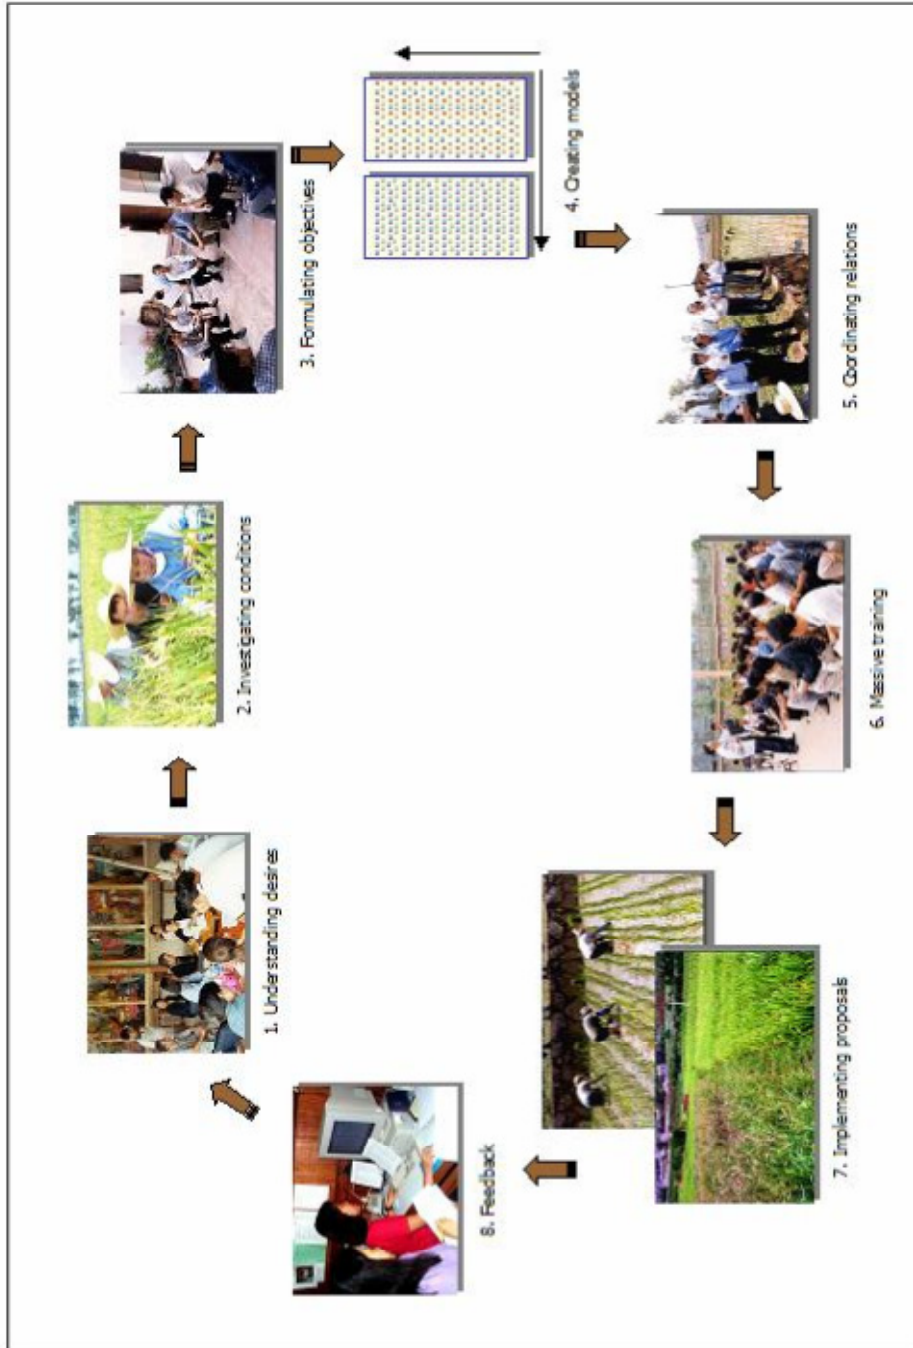 1. Understanding desires
2. Investigating conditions
3. Formulating objectives
4. Creating models
5. Coordinating relations
6. Massive training
7. Implementing proposals
8. Feedback